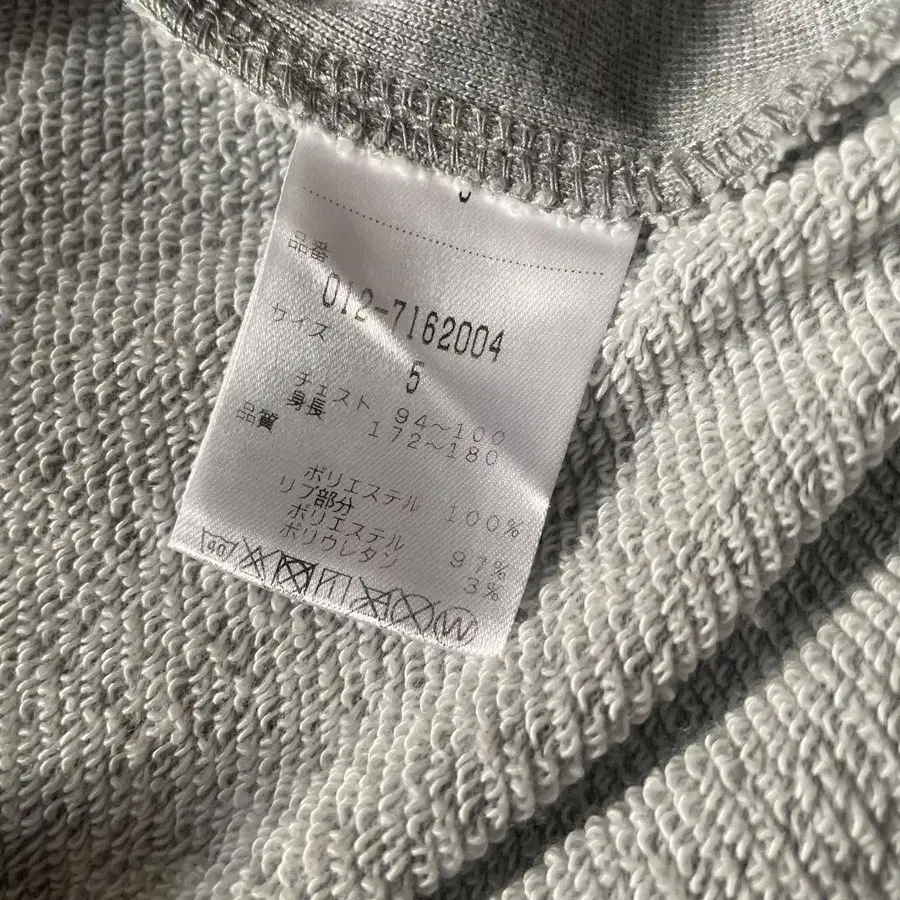 品番
012-7162004
サイズ
5
チェスト 94～100
身長 172～180
品質
ポリエステル 100%
リブ部分
ポリエステル 97%
ポリウレタン 3%
40
W